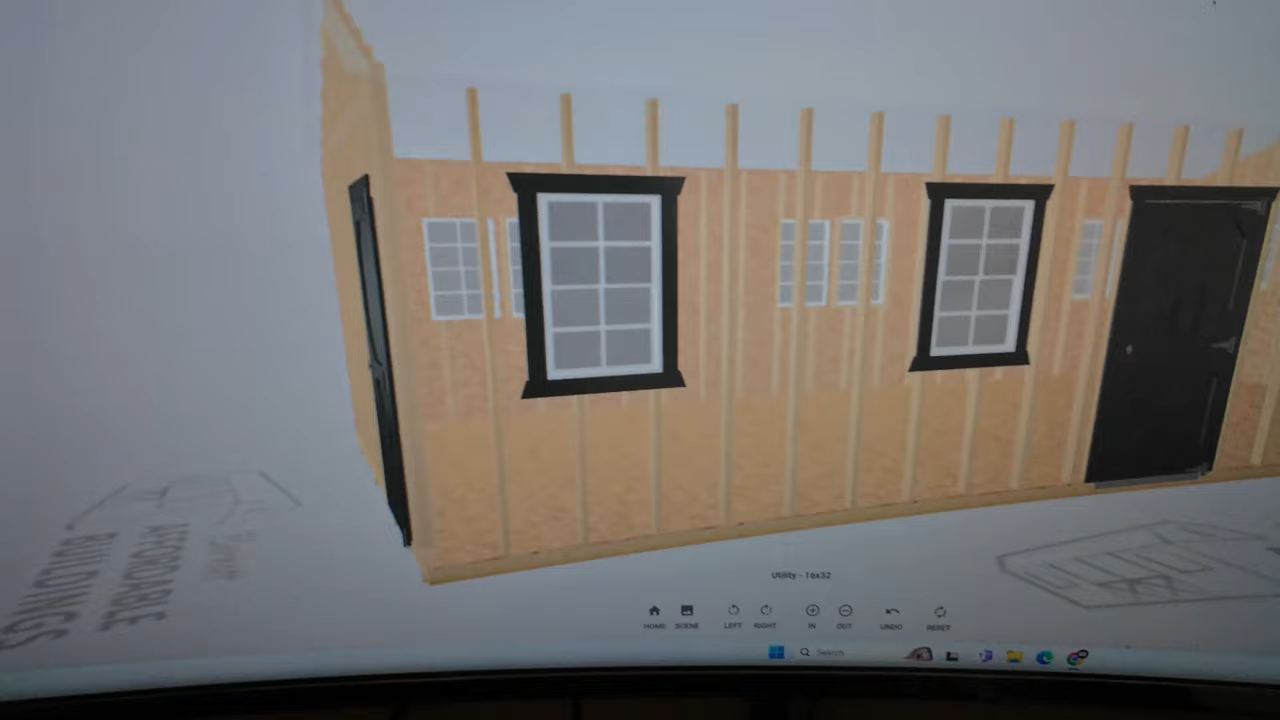 Utility - 16x32
HOME SCENE LEFT RIGHT IN OUT UNDO RESET
Search
AFFORDABLE
BUILDINGS